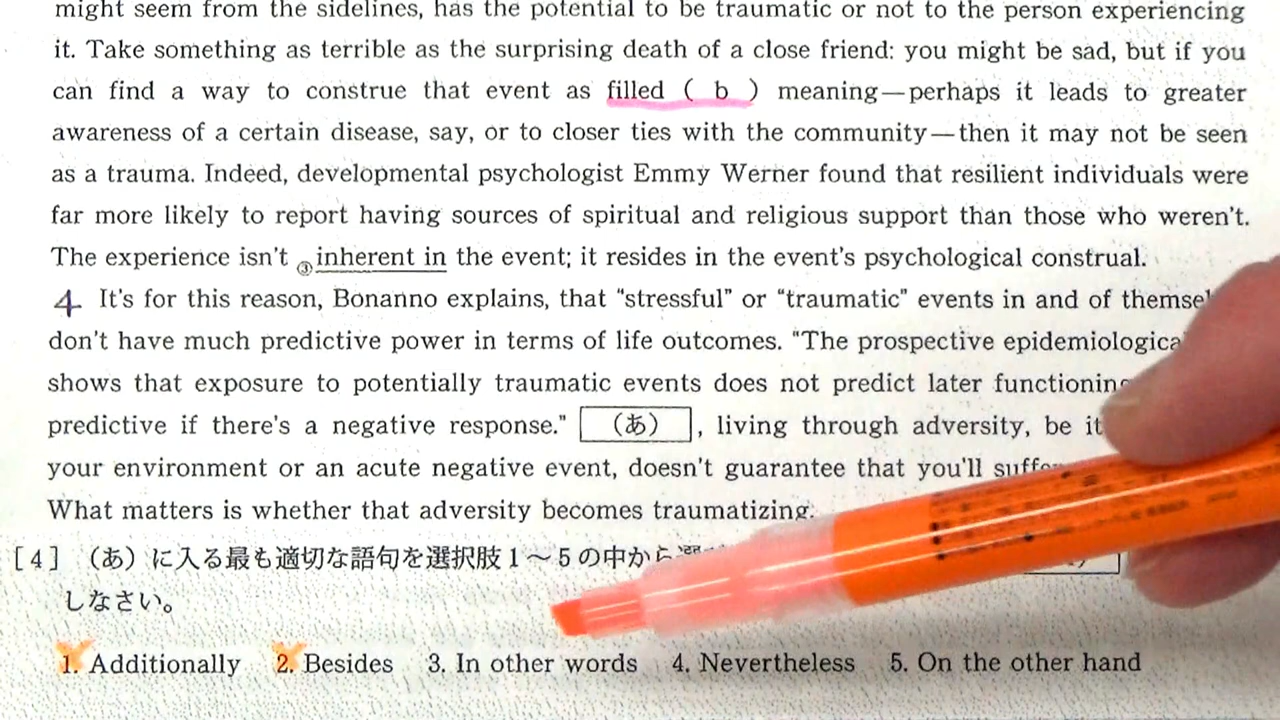 might seem from the sidelines, has the potential to be traumatic or not to the person experiencing
it. Take something as terrible as the surprising death of a close friend: you might be sad, but if you
can find a way to construe that event as filled ( b ) meaning—perhaps it leads to greater
awareness of a certain disease, say, or to closer ties with the community—then it may not be seen
as a trauma. Indeed, developmental psychologist Emmy Werner found that resilient individuals were
far more likely to report having sources of spiritual and religious support than those who weren't.
The experience isn't ③inherent in the event; it resides in the event's psychological construal.
4 It's for this reason, Bonanno explains, that "stressful" or "traumatic" events in and of
don't have much predictive power in terms of life outcomes. "The prospective
shows that exposure to potentially traumatic events does not predict later
predictive if there's a negative response." (あ), living through adversity, be it
your environment or an acute negative event, doesn't guarantee that you'll
What matters is whether that adversity becomes traumatizing.
[4] (あ)に入る最も適切な語句を選択肢1～5の中から
しなさい。
1. Additionally 2. Besides 3. In other words 4. Nevertheless 5. On the other hand